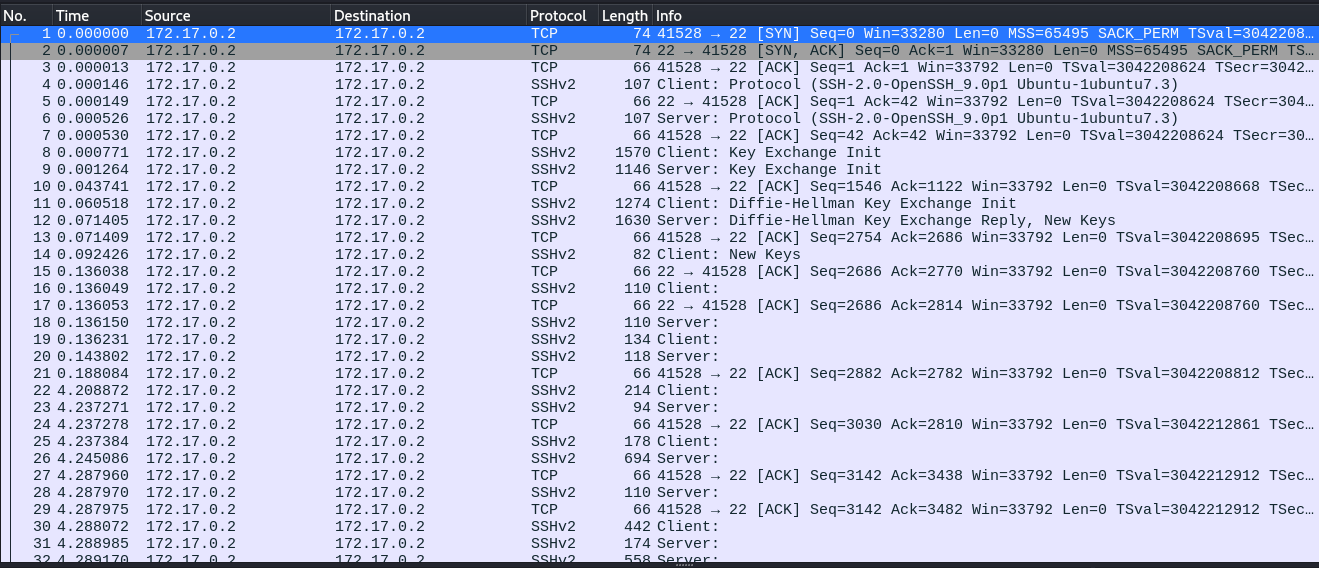 No. Time Source Destination Protocol Length Info
1 0.000000 172.17.0.2 172.17.0.2 TCP 74 41528 → 22 [SYN] Seq=0 Win=33280 Len=0 MSS=65495 SACK_PERM TSval=3042208…
2 0.000007 172.17.0.2 172.17.0.2 TCP 74 22 → 41528 [SYN, ACK] Seq=0 Ack=1 Win=33280 Len=0 MSS=65495 SACK_PERM TS…
3 0.000013 172.17.0.2 172.17.0.2 TCP 66 41528 → 22 [ACK] Seq=1 Ack=1 Win=33792 Len=0 TSval=3042208624 TSecr=3042…
4 0.000146 172.17.0.2 172.17.0.2 SSHv2 107 Client: Protocol (SSH-2.0-OpenSSH_9.0p1 Ubuntu-1ubuntu7.3)
5 0.000149 172.17.0.2 172.17.0.2 TCP 66 22 → 41528 [ACK] Seq=1 Ack=42 Win=33792 Len=0 TSval=3042208624 TSecr=304…
6 0.000526 172.17.0.2 172.17.0.2 SSHv2 107 Server: Protocol (SSH-2.0-OpenSSH_9.0p1 Ubuntu-1ubuntu7.3)
7 0.000530 172.17.0.2 172.17.0.2 TCP 66 41528 → 22 [ACK] Seq=42 Ack=42 Win=33792 Len=0 TSval=3042208624 TSecr=30…
8 0.000771 172.17.0.2 172.17.0.2 SSHv2 1570 Client: Key Exchange Init
9 0.001264 172.17.0.2 172.17.0.2 SSHv2 1146 Server: Key Exchange Init
10 0.043741 172.17.0.2 172.17.0.2 TCP 66 41528 → 22 [ACK] Seq=1546 Ack=1122 Win=33792 Len=0 TSval=3042208668 TSec…
11 0.060518 172.17.0.2 172.17.0.2 SSHv2 1274 Client: Diffie-Hellman Key Exchange Init
12 0.071405 172.17.0.2 172.17.0.2 SSHv2 1630 Server: Diffie-Hellman Key Exchange Reply, New Keys
13 0.071409 172.17.0.2 172.17.0.2 TCP 66 41528 → 22 [ACK] Seq=2754 Ack=2686 Win=33792 Len=0 TSval=3042208695 TSec…
14 0.092426 172.17.0.2 172.17.0.2 SSHv2 82 Client: New Keys
15 0.136038 172.17.0.2 172.17.0.2 TCP 66 22 → 41528 [ACK] Seq=2686 Ack=2770 Win=33792 Len=0 TSval=3042208760 TSec…
16 0.136049 172.17.0.2 172.17.0.2 SSHv2 110 Client:
17 0.136053 172.17.0.2 172.17.0.2 TCP 66 22 → 41528 [ACK] Seq=2686 Ack=2814 Win=33792 Len=0 TSval=3042208760 TSec…
18 0.136150 172.17.0.2 172.17.0.2 SSHv2 110 Server:
19 0.136231 172.17.0.2 172.17.0.2 SSHv2 134 Client:
20 0.143802 172.17.0.2 172.17.0.2 SSHv2 118 Server:
21 0.188084 172.17.0.2 172.17.0.2 TCP 66 41528 → 22 [ACK] Seq=2882 Ack=2782 Win=33792 Len=0 TSval=3042208812 TSec…
22 4.208872 172.17.0.2 172.17.0.2 SSHv2 214 Client:
23 4.237271 172.17.0.2 172.17.0.2 SSHv2 94 Server:
24 4.237278 172.17.0.2 172.17.0.2 TCP 66 41528 → 22 [ACK] Seq=3030 Ack=2810 Win=33792 Len=0 TSval=3042212861 TSec…
25 4.237384 172.17.0.2 172.17.0.2 SSHv2 178 Client:
26 4.245086 172.17.0.2 172.17.0.2 SSHv2 694 Server:
27 4.287960 172.17.0.2 172.17.0.2 TCP 66 41528 → 22 [ACK] Seq=3142 Ack=3438 Win=33792 Len=0 TSval=3042212912 TSec…
28 4.287970 172.17.0.2 172.17.0.2 SSHv2 110 Server:
29 4.287975 172.17.0.2 172.17.0.2 TCP 66 41528 → 22 [ACK] Seq=3142 Ack=3482 Win=33792 Len=0 TSval=3042212912 TSec…
30 4.288072 172.17.0.2 172.17.0.2 SSHv2 442 Client:
31 4.288985 172.17.0.2 172.17.0.2 SSHv2 174 Server:
32 4.289170 172.17.0.2 172.17.0.2 SSHv2 558 Server: